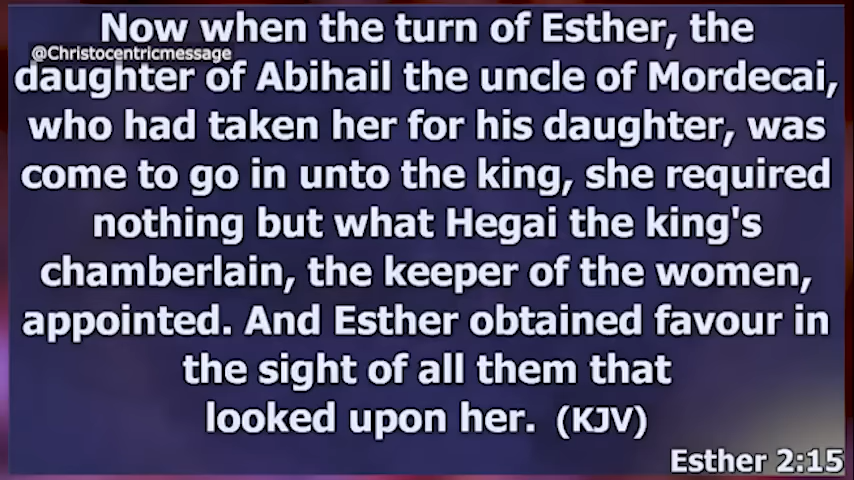 Now when the turn of Esther, the
@Christocentricmessage
daughter of Abihail the uncle of Mordecai,
who had taken her for his daughter, was
come to go in unto the king, she required
nothing but what Hegai the king's
chamberlain, the keeper of the women,
appointed. And Esther obtained favour in
the sight of all them that
looked upon her. (KJV)
Esther 2:15